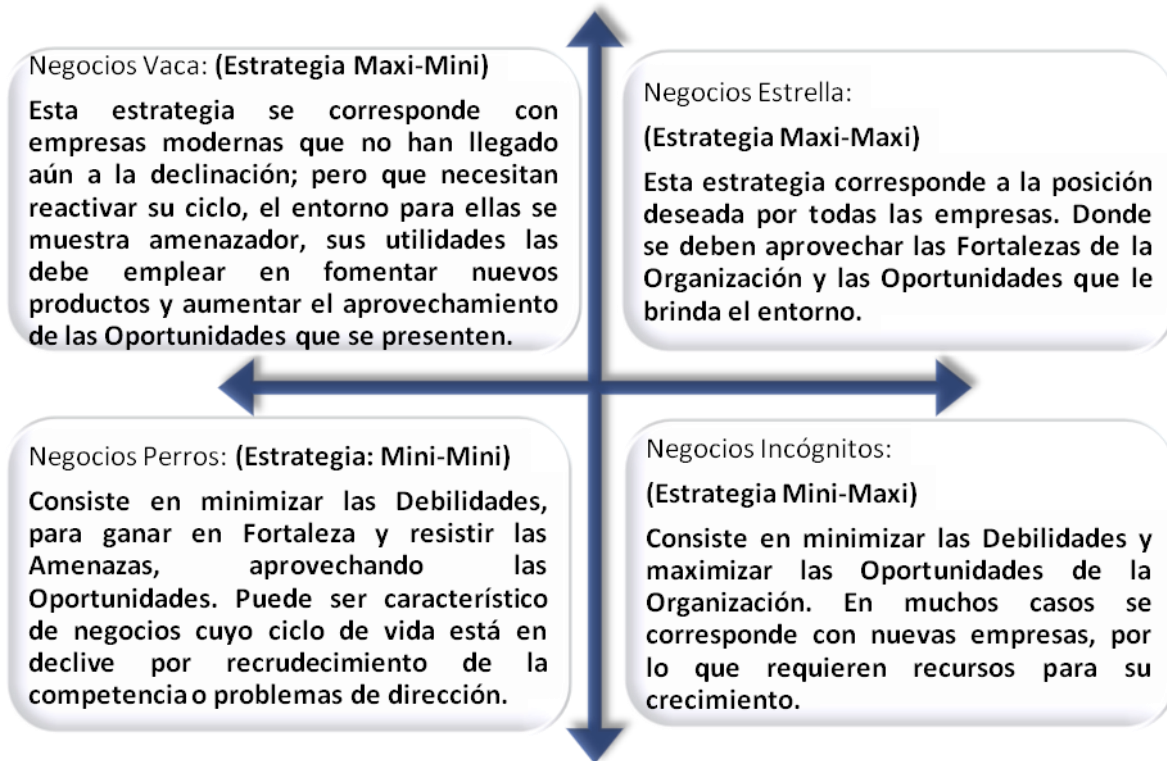 Negocios Vaca: (Estrategia Maxi-Mini)
Esta estrategia se corresponde con
empresas modernas que no han llegado
aún a la declinación; pero que necesitan
reactivar su ciclo, el entorno para ellas se
muestra amenazador, sus utilidades las
debe emplear en fomentar nuevos
productos y aumentar el aprovechamiento
de las Oportunidades que se presenten.
Negocios Estrella:
(Estrategia Maxi-Maxi)
Esta estrategia corresponde a la posición
deseada por todas las empresas. Donde
se deben aprovechar las Fortalezas de la
Organización y las Oportunidades que le
brinda el entorno.
Negocios Perros: (Estrategia: Mini-Mini)
Consiste en minimizar las Debilidades,
para ganar en Fortaleza y resistir las
Amenazas, aprovechando las
Oportunidades. Puede ser característico
de negocios cuyo ciclo de vida está en
declive por recrudecimiento de la
competencia o problemas de dirección.
Negocios Incógnitos:
(Estrategia Mini-Maxi)
Consiste en minimizar las Debilidades y
maximizar las Oportunidades de la
Organización. En muchos casos se
corresponde con nuevas empresas, por
lo que requieren recursos para su
crecimiento.